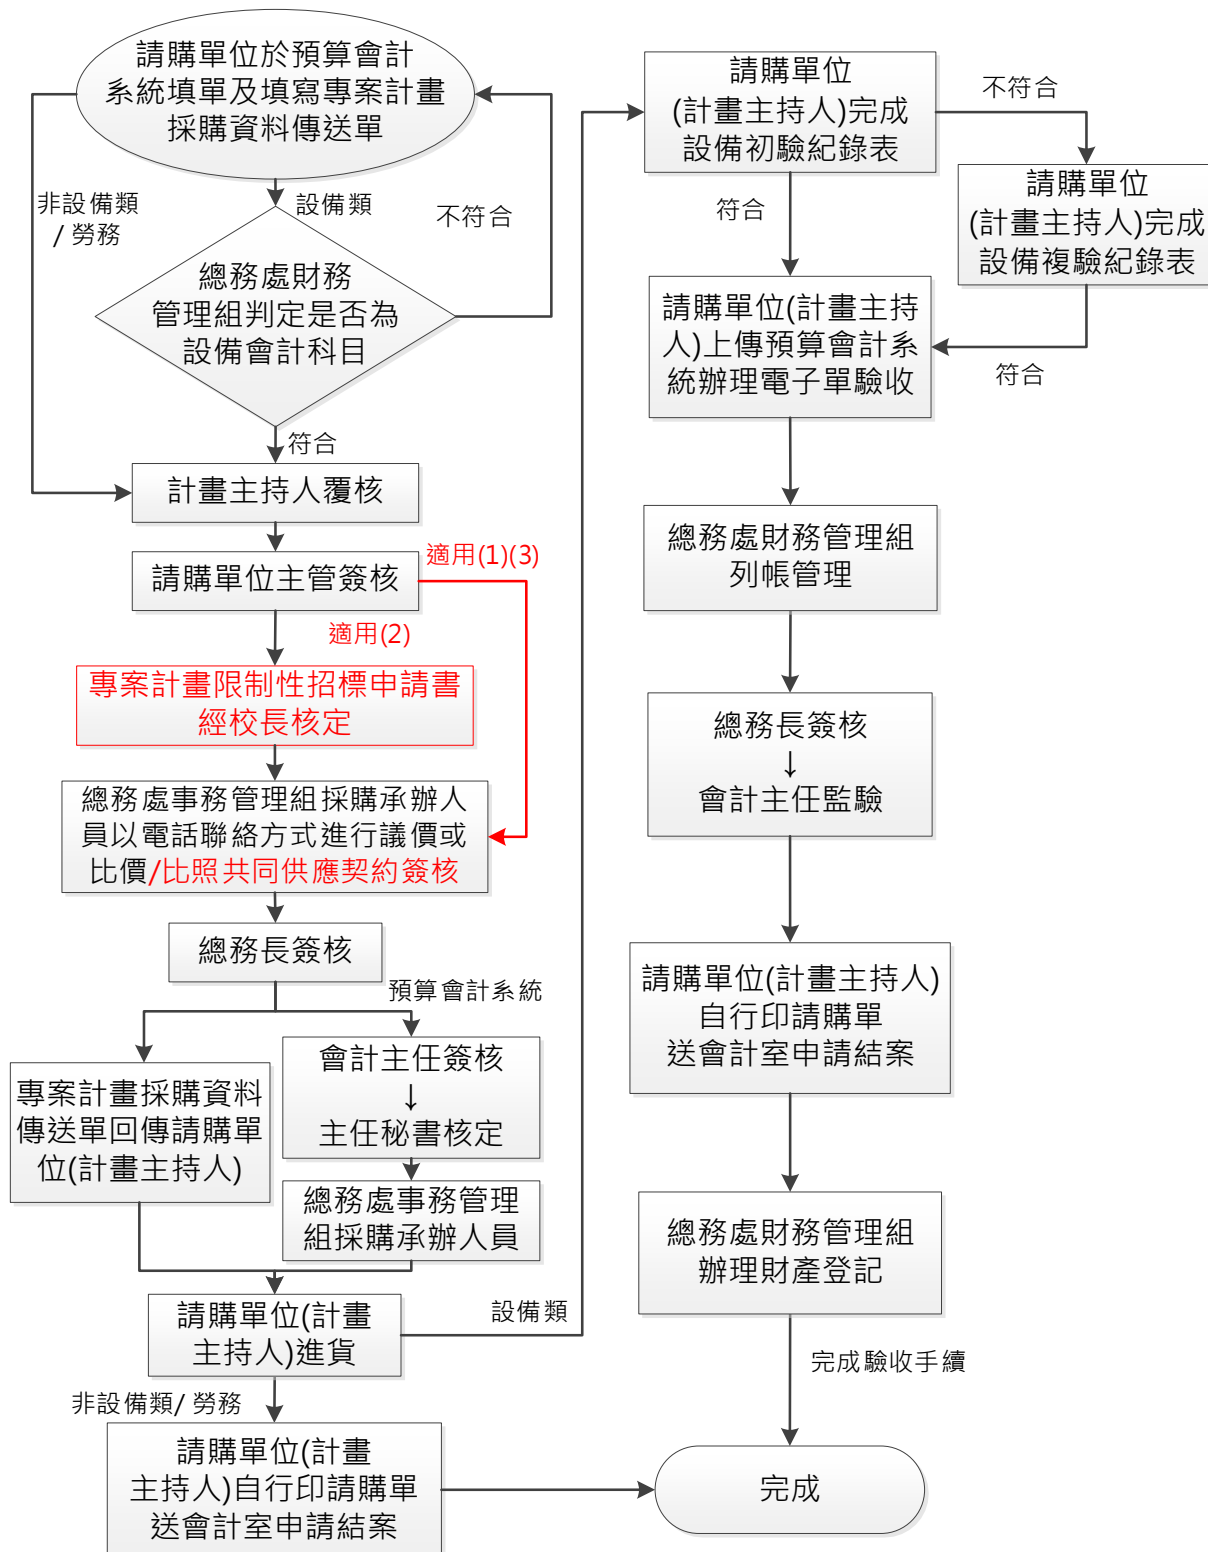 請購單位於預算會計
系統填單及填寫專案計畫
採購資料傳送單
非設備類
/ 勞務
設備類
不符合
總務處財務
管理組判定是否為
設備會計科目
符合
計畫主持人覆核
請購單位主管簽核
適用(1)(3)
適用(2)
專案計畫限制性招標申請書
經校長核定
總務處事務管理組採購承辦人
員以電話聯絡方式進行議價或
比價/比照共同供應契約簽核
總務長簽核
預算會計系統
專案計畫採購資料
傳送單回傳請購單
位(計畫主持人)
會計主任簽核
↓
主任秘書核定
總務處事務管理
組採購承辦人員
請購單位(計畫
主持人)進貨
設備類
非設備類/ 勞務
請購單位(計畫
主持人)自行印請購單
送會計室申請結案
請購單位
(計畫主持人)完成
設備初驗紀錄表
不符合
符合
請購單位
(計畫主持人)完成
設備複驗紀錄表
符合
請購單位(計畫主持
人)上傳預算會計系
統辦理電子單驗收
總務處財務管理組
列帳管理
總務長簽核
↓
會計主任監驗
請購單位(計畫主持人)
自行印請購單
送會計室申請結案
總務處財務管理組
辦理財產登記
完成驗收手續
完成